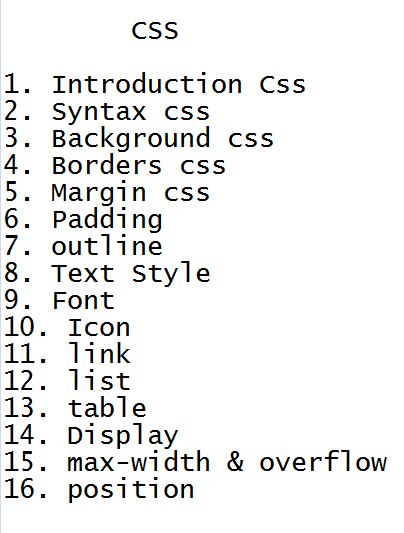 CSS
1. Introduction Css
2. Syntax css
3. Background css
4. Borders css
5. Margin css
6. Padding
7. outline
8. Text Style
9. Font
10. Icon
11. link
12. list
13. table
14. Display
15. max-width & overflow
16. position